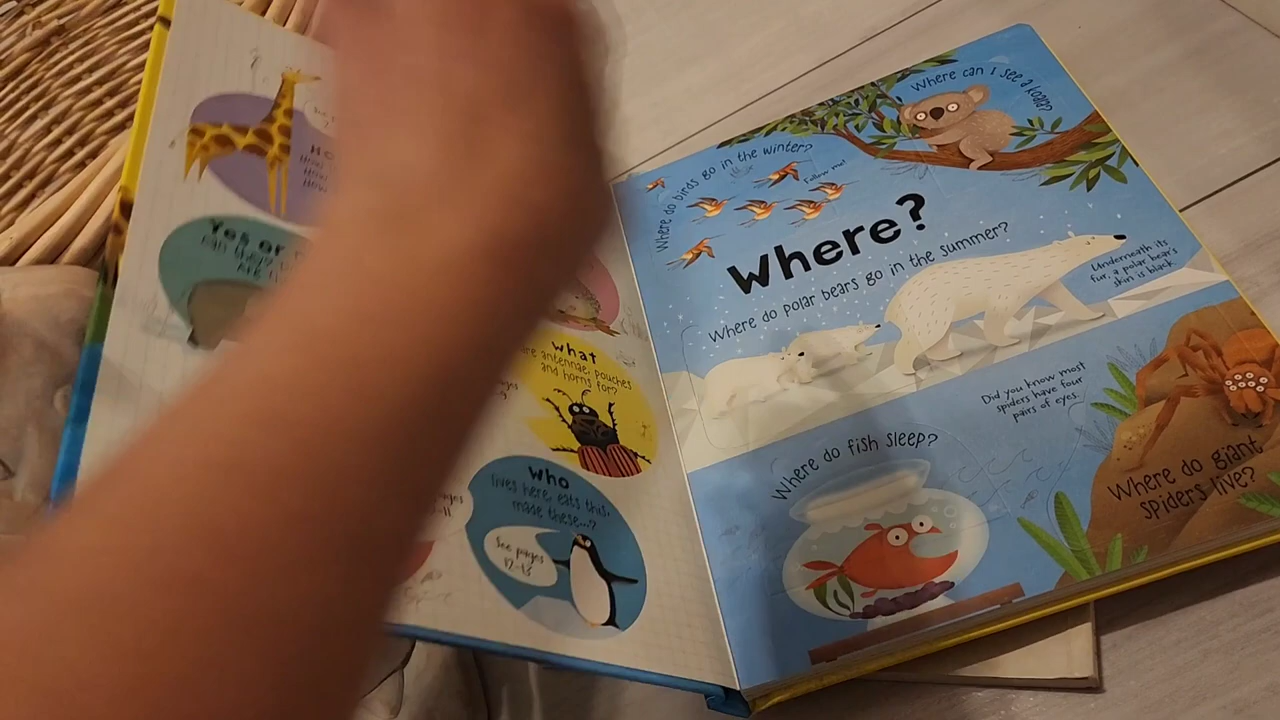 Yes or
what
are antennae, pouches
and horns for?
Who
lives here, eats this,
made these...?
See pages
12-13
Where can I see a koala?
Where do birds go in the winter?
Follow me!
Where?
Where do polar bears go in the summer?
Underneath its
fur, a polar bear's
skin is black.
Did you know most
spiders have four
pairs of eyes.
Where do fish sleep?
Where do giant
spiders live?